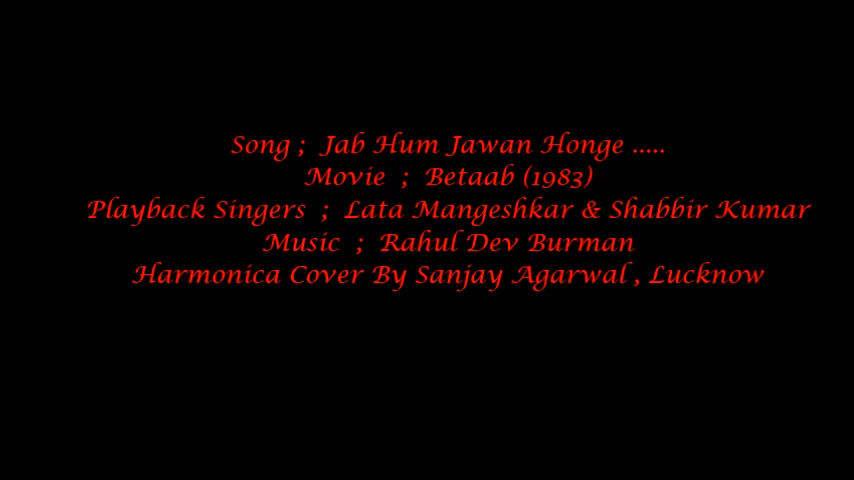 Song ; Jab Hum Jawan Honge .....
Movie ; Betaab (1983)
Playback Singers ; Lata Mangeshkar & Shabbir Kumar
Music ; Rahul Dev Burman
Harmonica Cover By Sanjay Agarwal , Lucknow